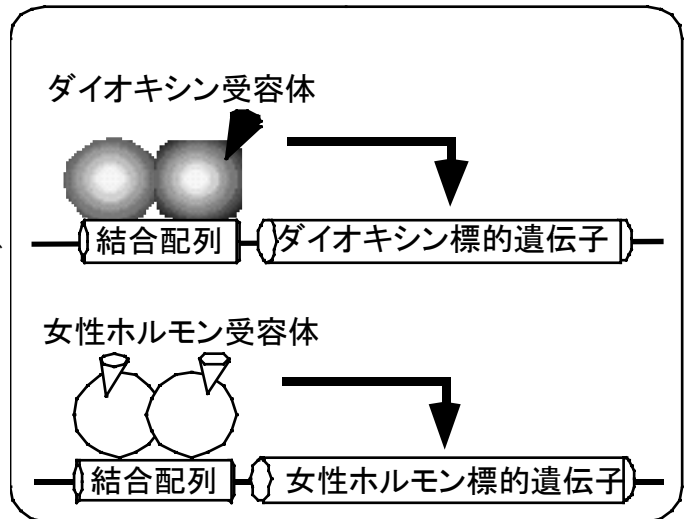 ダイオキシン受容体
結合配列 ダイオキシン標的遺伝子
女性ホルモン受容体
結合配列 女性ホルモン標的遺伝子